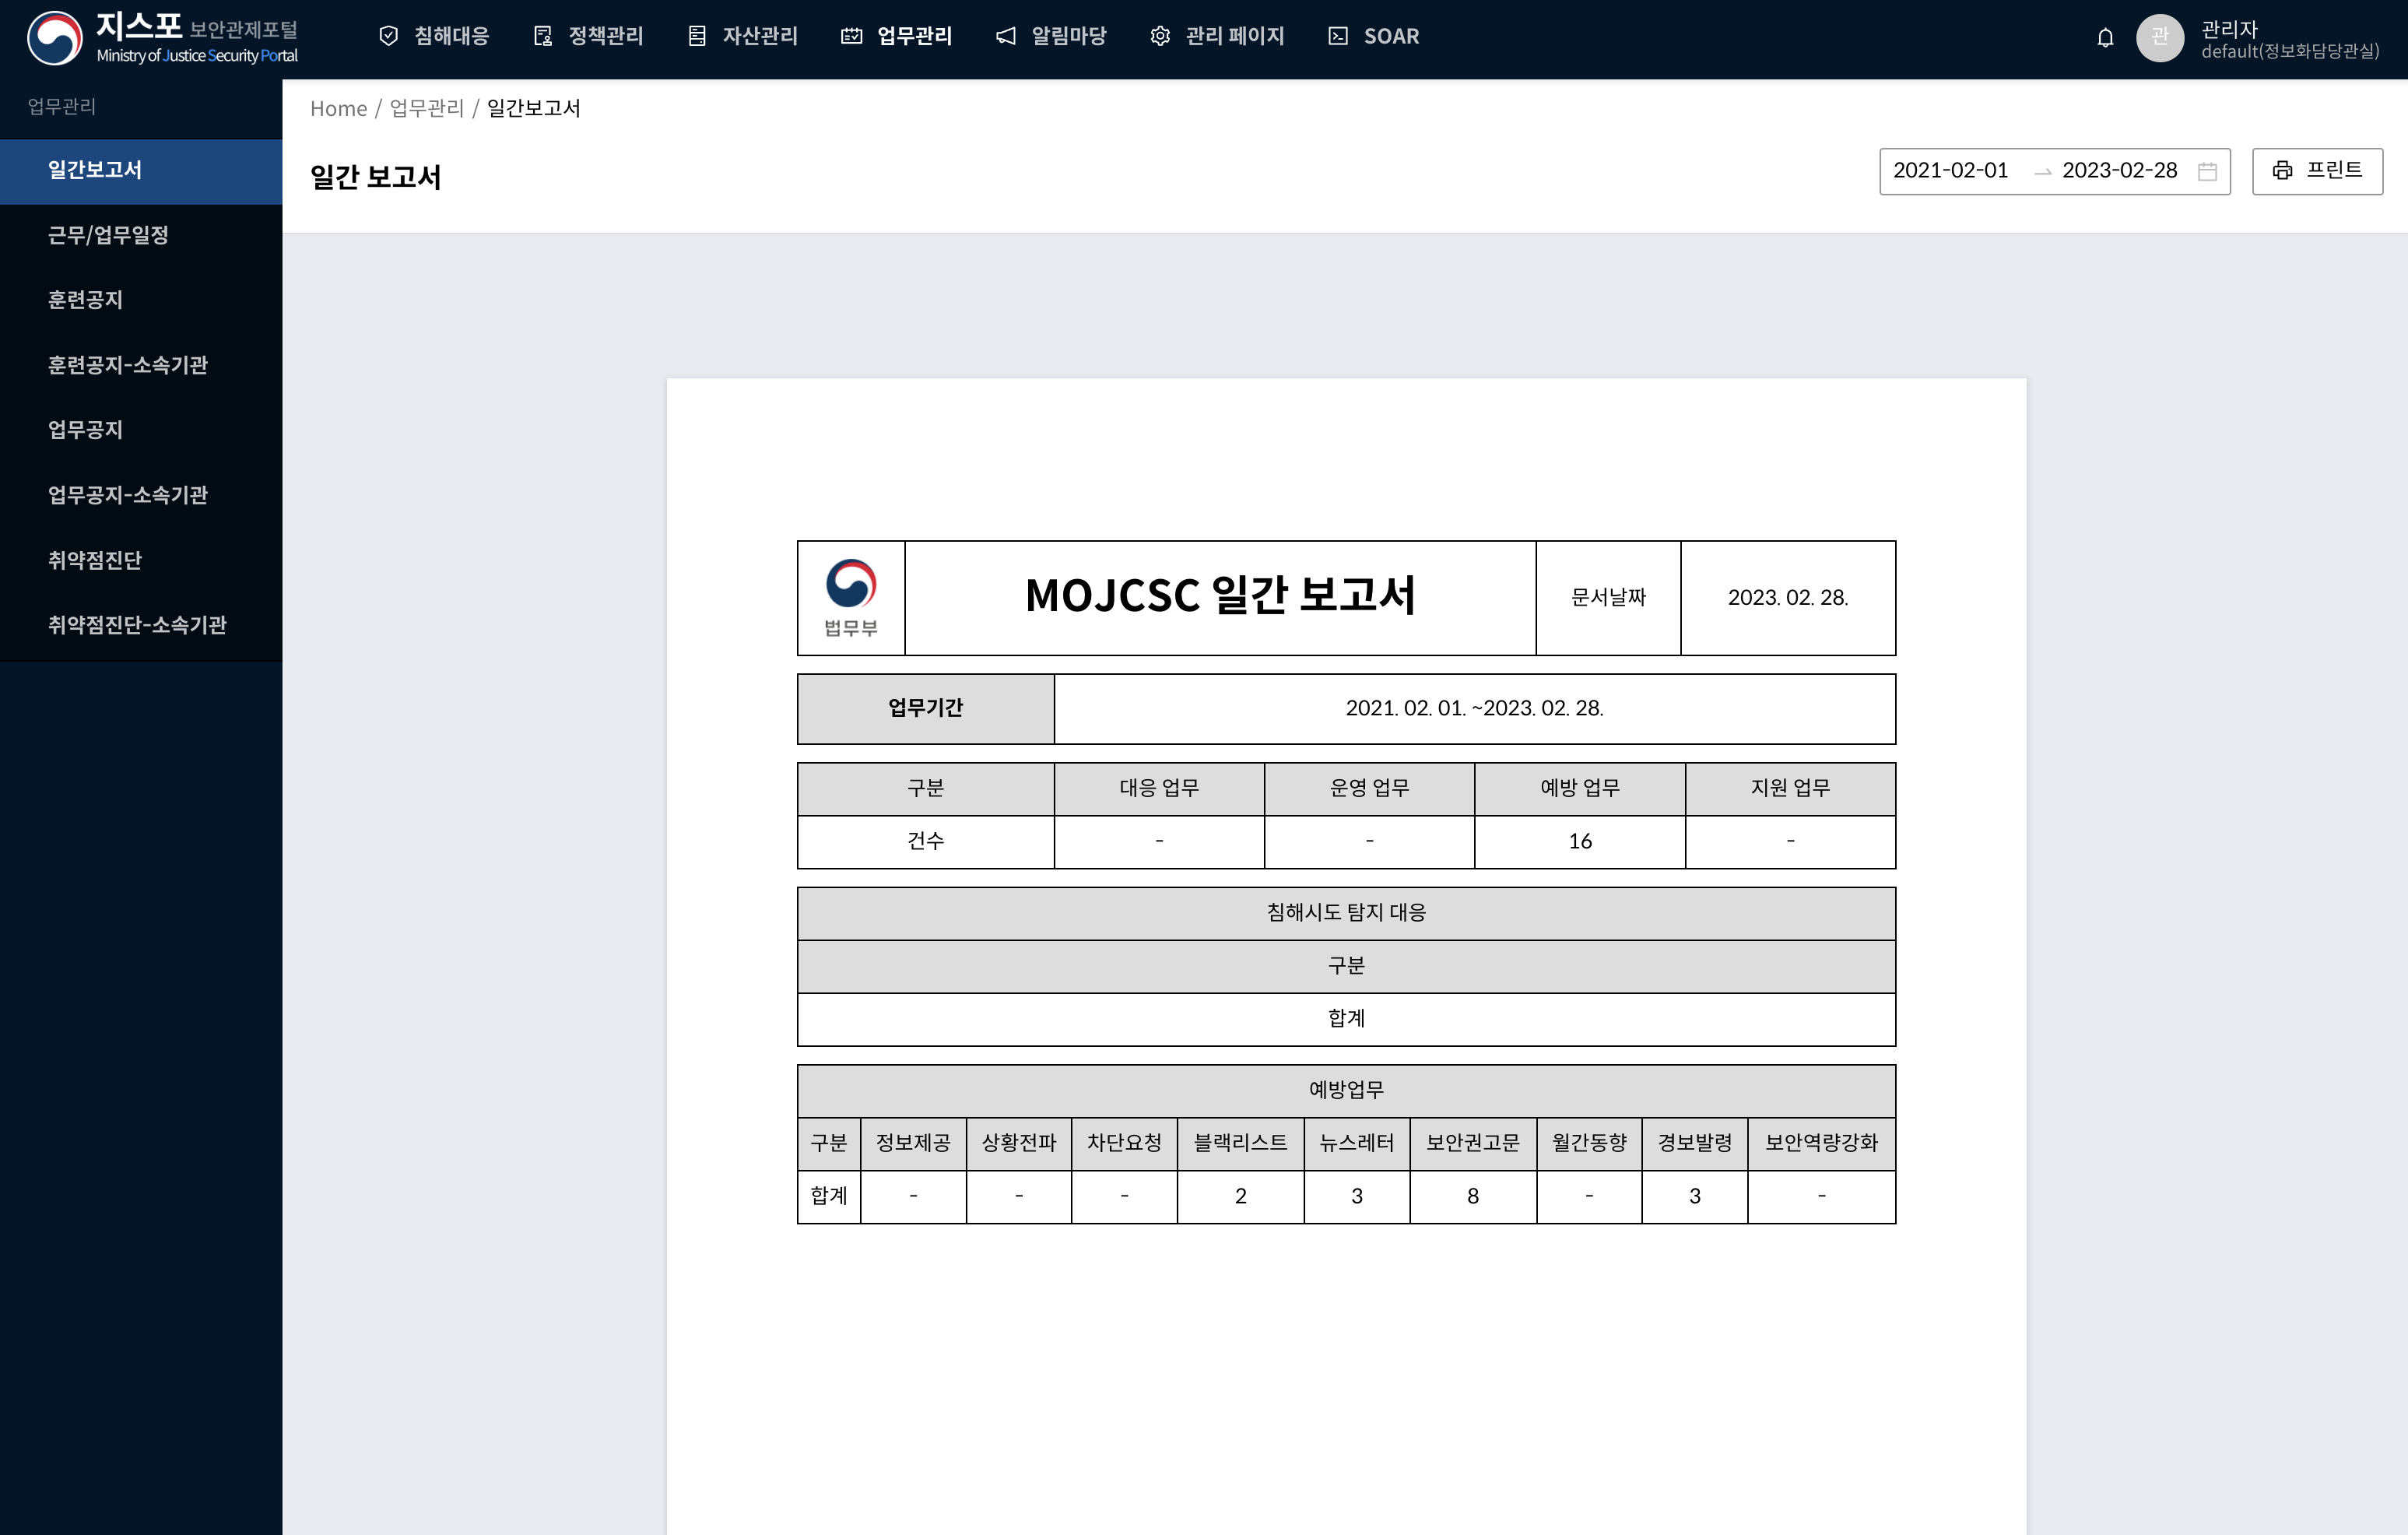 지스포 보안관제포털
Ministry of Justice Security Portal
침해대응 정책관리 자산관리 업무관리 알림마당 관리 페이지 SOAR
관 관리자
default(정보화담당관실)
업무관리
일간보고서
근무/업무일정
훈련공지
훈련공지-소속기관
업무공지
업무공지-소속기관
취약점진단
취약점진단-소속기관
Home / 업무관리 / 일간보고서
일간 보고서
2021-02-01 → 2023-02-28 프린트
법무부
MOJCSC 일간 보고서 문서날짜 2023. 02. 28.
업무기간 2021. 02. 01. ~2023. 02. 28.
구분 대응 업무 운영 업무 예방 업무 지원 업무
건수 - - 16 -
침해시도 탐지 대응
구분
합계
예방업무
구분 정보제공 상황전파 차단요청 블랙리스트 뉴스레터 보안권고문 월간동향 경보발령 보안역량강화
합계 - - - 2 3 8 - 3 -